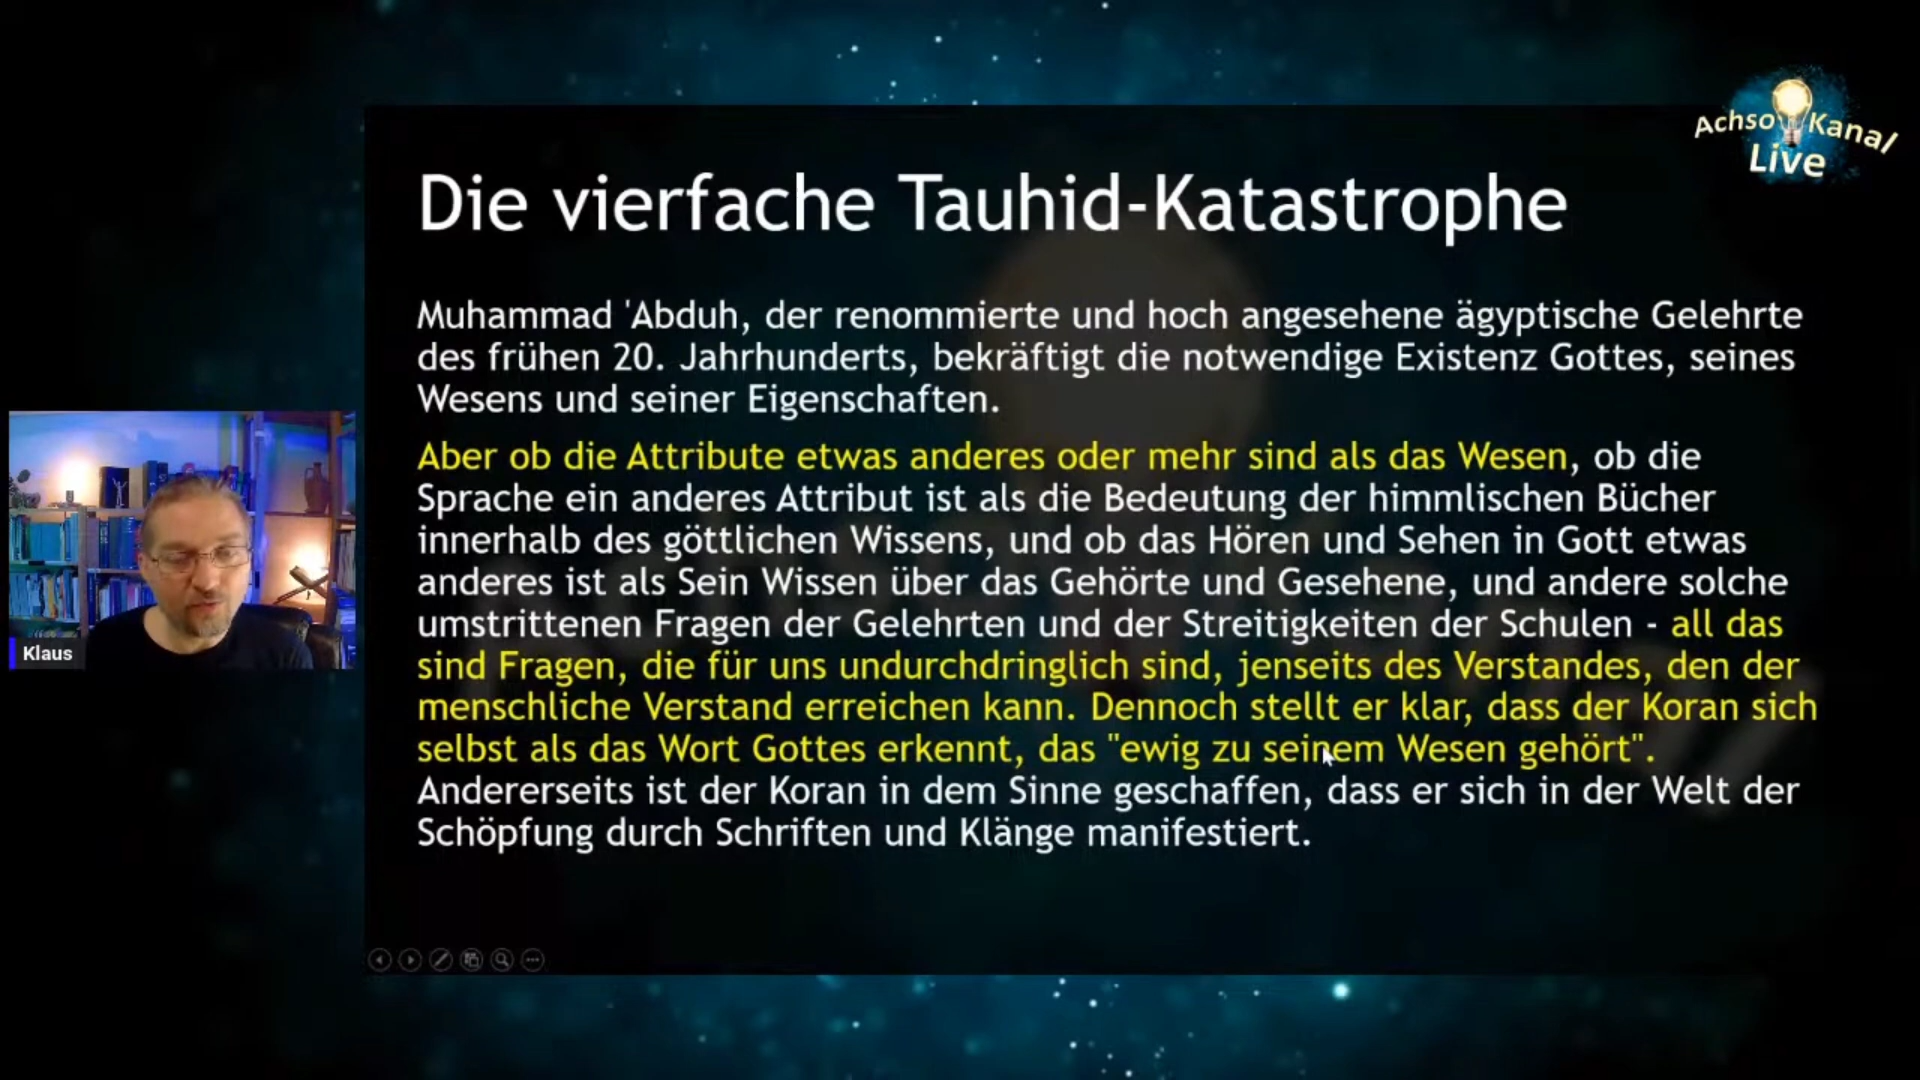 Achso Kanal
Live
Die vierfache Tauhid-Katastrophe
Muhammad 'Abduh, der renommierte und hoch angesehene ägyptische Gelehrte
des frühen 20. Jahrhunderts, bekräftigt die notwendige Existenz Gottes, seines
Wesens und seiner Eigenschaften.
Aber ob die Attribute etwas anderes oder mehr sind als das Wesen, ob die
Sprache ein anderes Attribut ist als die Bedeutung der himmlischen Bücher
innerhalb des göttlichen Wissens, und ob das Hören und Sehen in Gott etwas
anderes ist als Sein Wissen über das Gehörte und Gesehene, und andere solche
umstrittenen Fragen der Gelehrten und der Streitigkeiten der Schulen - all das
sind Fragen, die für uns undurchdringlich sind, jenseits des Verstandes, den der
menschliche Verstand erreichen kann. Dennoch stellt er klar, dass der Koran sich
selbst als das Wort Gottes erkennt, das "ewig zu seinem Wesen gehört".
Andererseits ist der Koran in dem Sinne geschaffen, dass er sich in der Welt der
Schöpfung durch Schriften und Klänge manifestiert.
Klaus